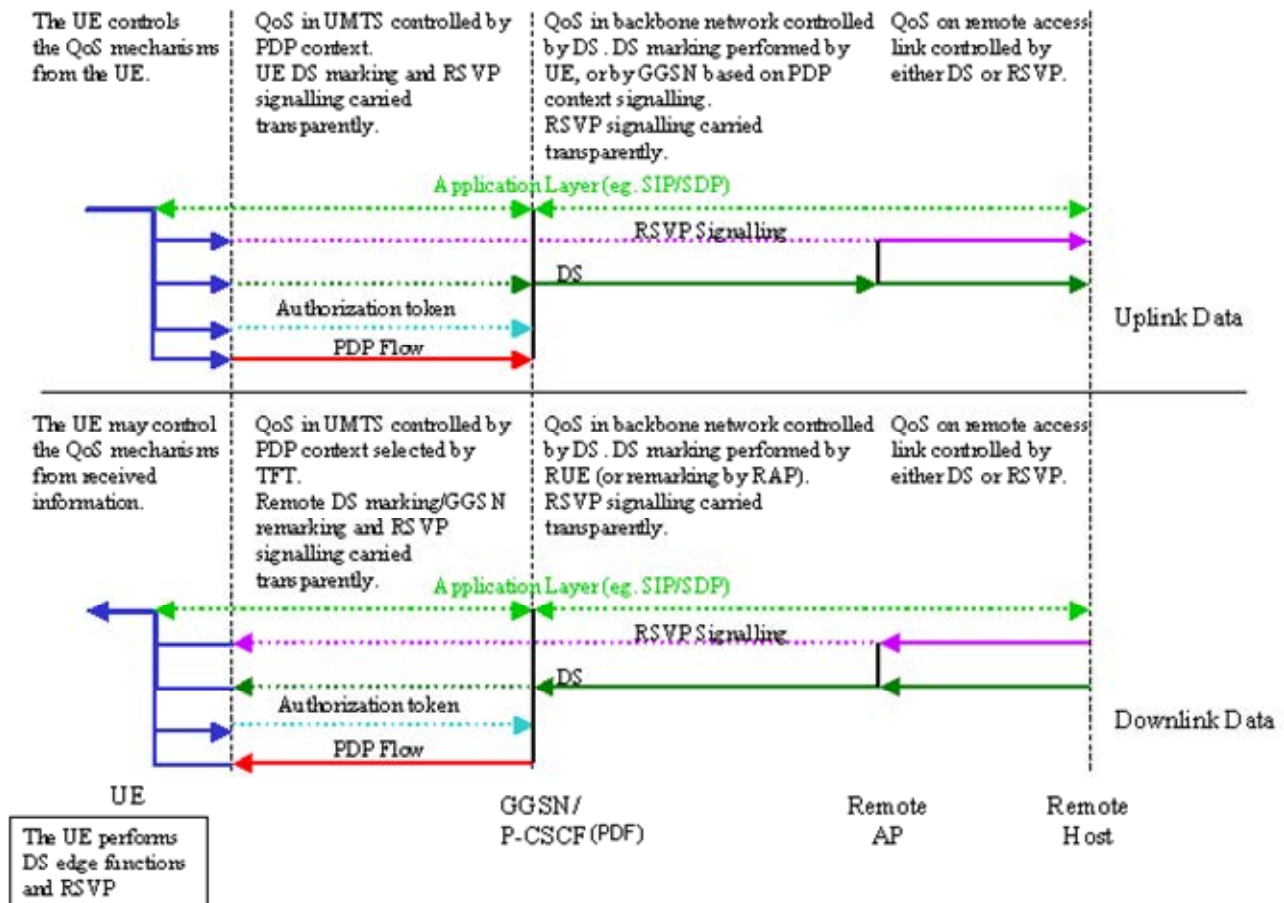 The UE controls
the QoS mechanisms
from the UE.
QoS in UMTS controlled by
PDP context.
UE DS marking and RSVP
signalling carried
transparently.
QoS in backbone network controlled
by DS . DS marking performed by
UE, or by GGSN based on PDP
context signalling.
RSVP signalling carried
transparently.
QoS on remote access
link controlled by
either DS or RSVP.
Application Layer (eg. SIP/SDP)
RSVP Signalling
DS
Authorization token
PDP Flow
Uplink Data
The UE may control
the QoS mechanisms
from received
information.
QoS in UMTS controlled by
PDP context selected by
TFT.
Remote DS marking/GGSN
remarking and RSVP
signalling carried
transparently.
QoS in backbone network controlled
by DS . DS marking performed by
RUE (or remarking by RAP).
RSVP signalling carried
transparently.
QoS on remote access
link controlled by
either DS or RSVP.
Application Layer (eg. SIP/SDP)
RSVP Signalling
DS
Authorization token
PDP Flow
Downlink Data
UE
GGSN/
P-CSCF (PDF)
Remote
AP
Remote
Host
The UE performs
DS edge functions
and RSVP